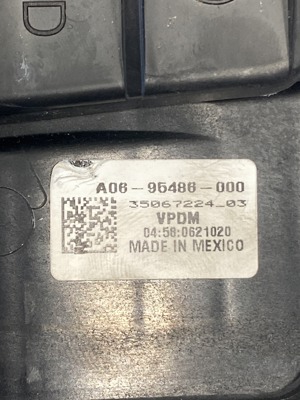 D
A06-95486-000
35067224_03
VPDM
04:58:0621020
MADE IN MEXICO